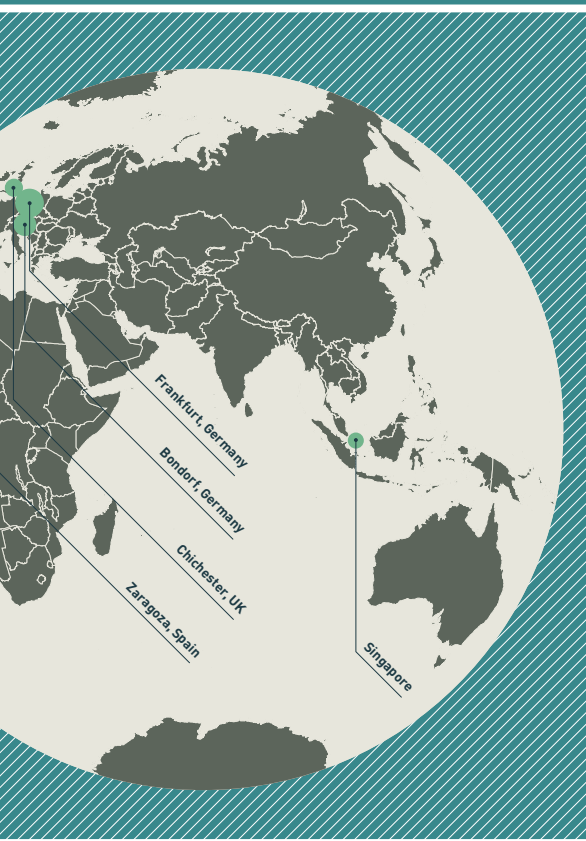 Frankfurt, Germany
Bondorf, Germany
Chichester, UK
Zaragoza, Spain
Singapore